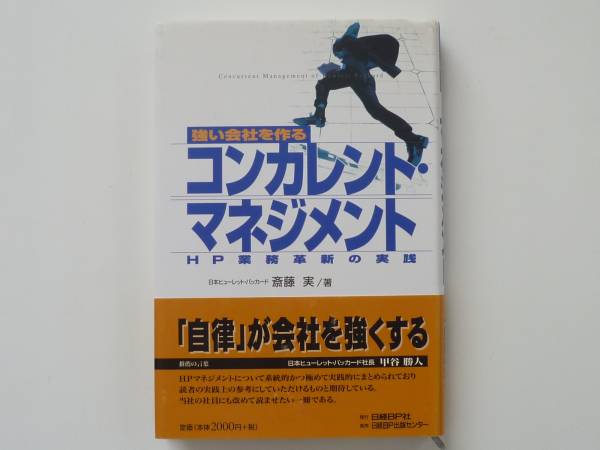 Concurrent Management of Hewlett Packard
強い会社を作る
コンカレント・
マネジメント
HP業務革新の実践
日本ヒューレット・パッカード 斎藤 実/著
「自律」が会社を強くする
推薦の言葉
日本ヒューレット・パッカード社長 甲谷 勝人
HPマネジメントについて系統的かつ極めて実践的にまとめられており
読者の実践上の参考にしていただけるものと期待している。
当社の社員にも改めて読ませたい一冊である。
定価(本体2000円+税)
発行 日経BP社
発売 日経BP出版センター